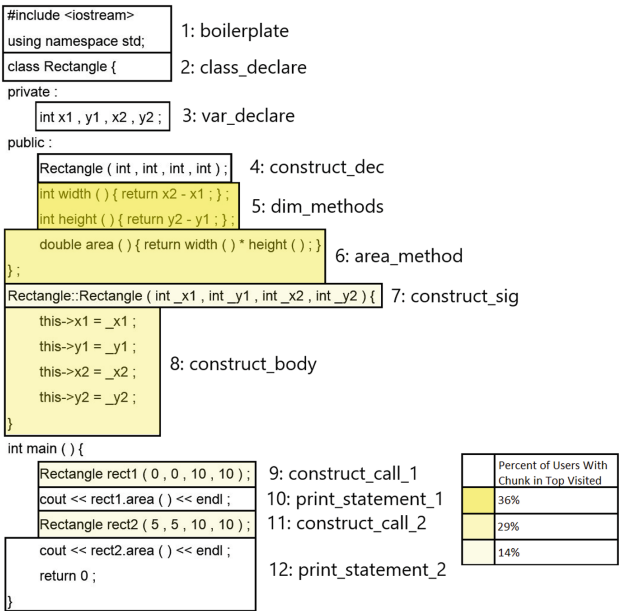 #include <iostream>
using namespace std;
1: boilerplate
class Rectangle {
2: class_declare
private :
int x1 , y1 , x2 , y2 ;
3: var_declare
public :
Rectangle ( int , int , int , int ) ;
4: construct_dec
int width ( ) { return x2 - x1 ; } ;
int height ( ) { return y2 - y1 ; } ;
5: dim_methods
double area ( ) { return width ( ) * height ( ) ; }
} ;
6: area_method
Rectangle::Rectangle ( int _x1 , int _y1 , int _x2 , int _y2 ) {
7: construct_sig
this->x1 = _x1 ;
this->y1 = _y1 ;
this->x2 = _x2 ;
this->y2 = _y2 ;
}
8: construct_body
int main ( ) {
Rectangle rect1 ( 0 , 0 , 10 , 10 ) ;
9: construct_call_1
cout << rect1.area ( ) << endl ;
10: print_statement_1
Rectangle rect2 ( 5 , 5 , 10 , 10 ) ;
11: construct_call_2
cout << rect2.area ( ) << endl ;
return 0 ;
}
12: print_statement_2
Percent of Users With
Chunk in Top Visited
36%
29%
14%